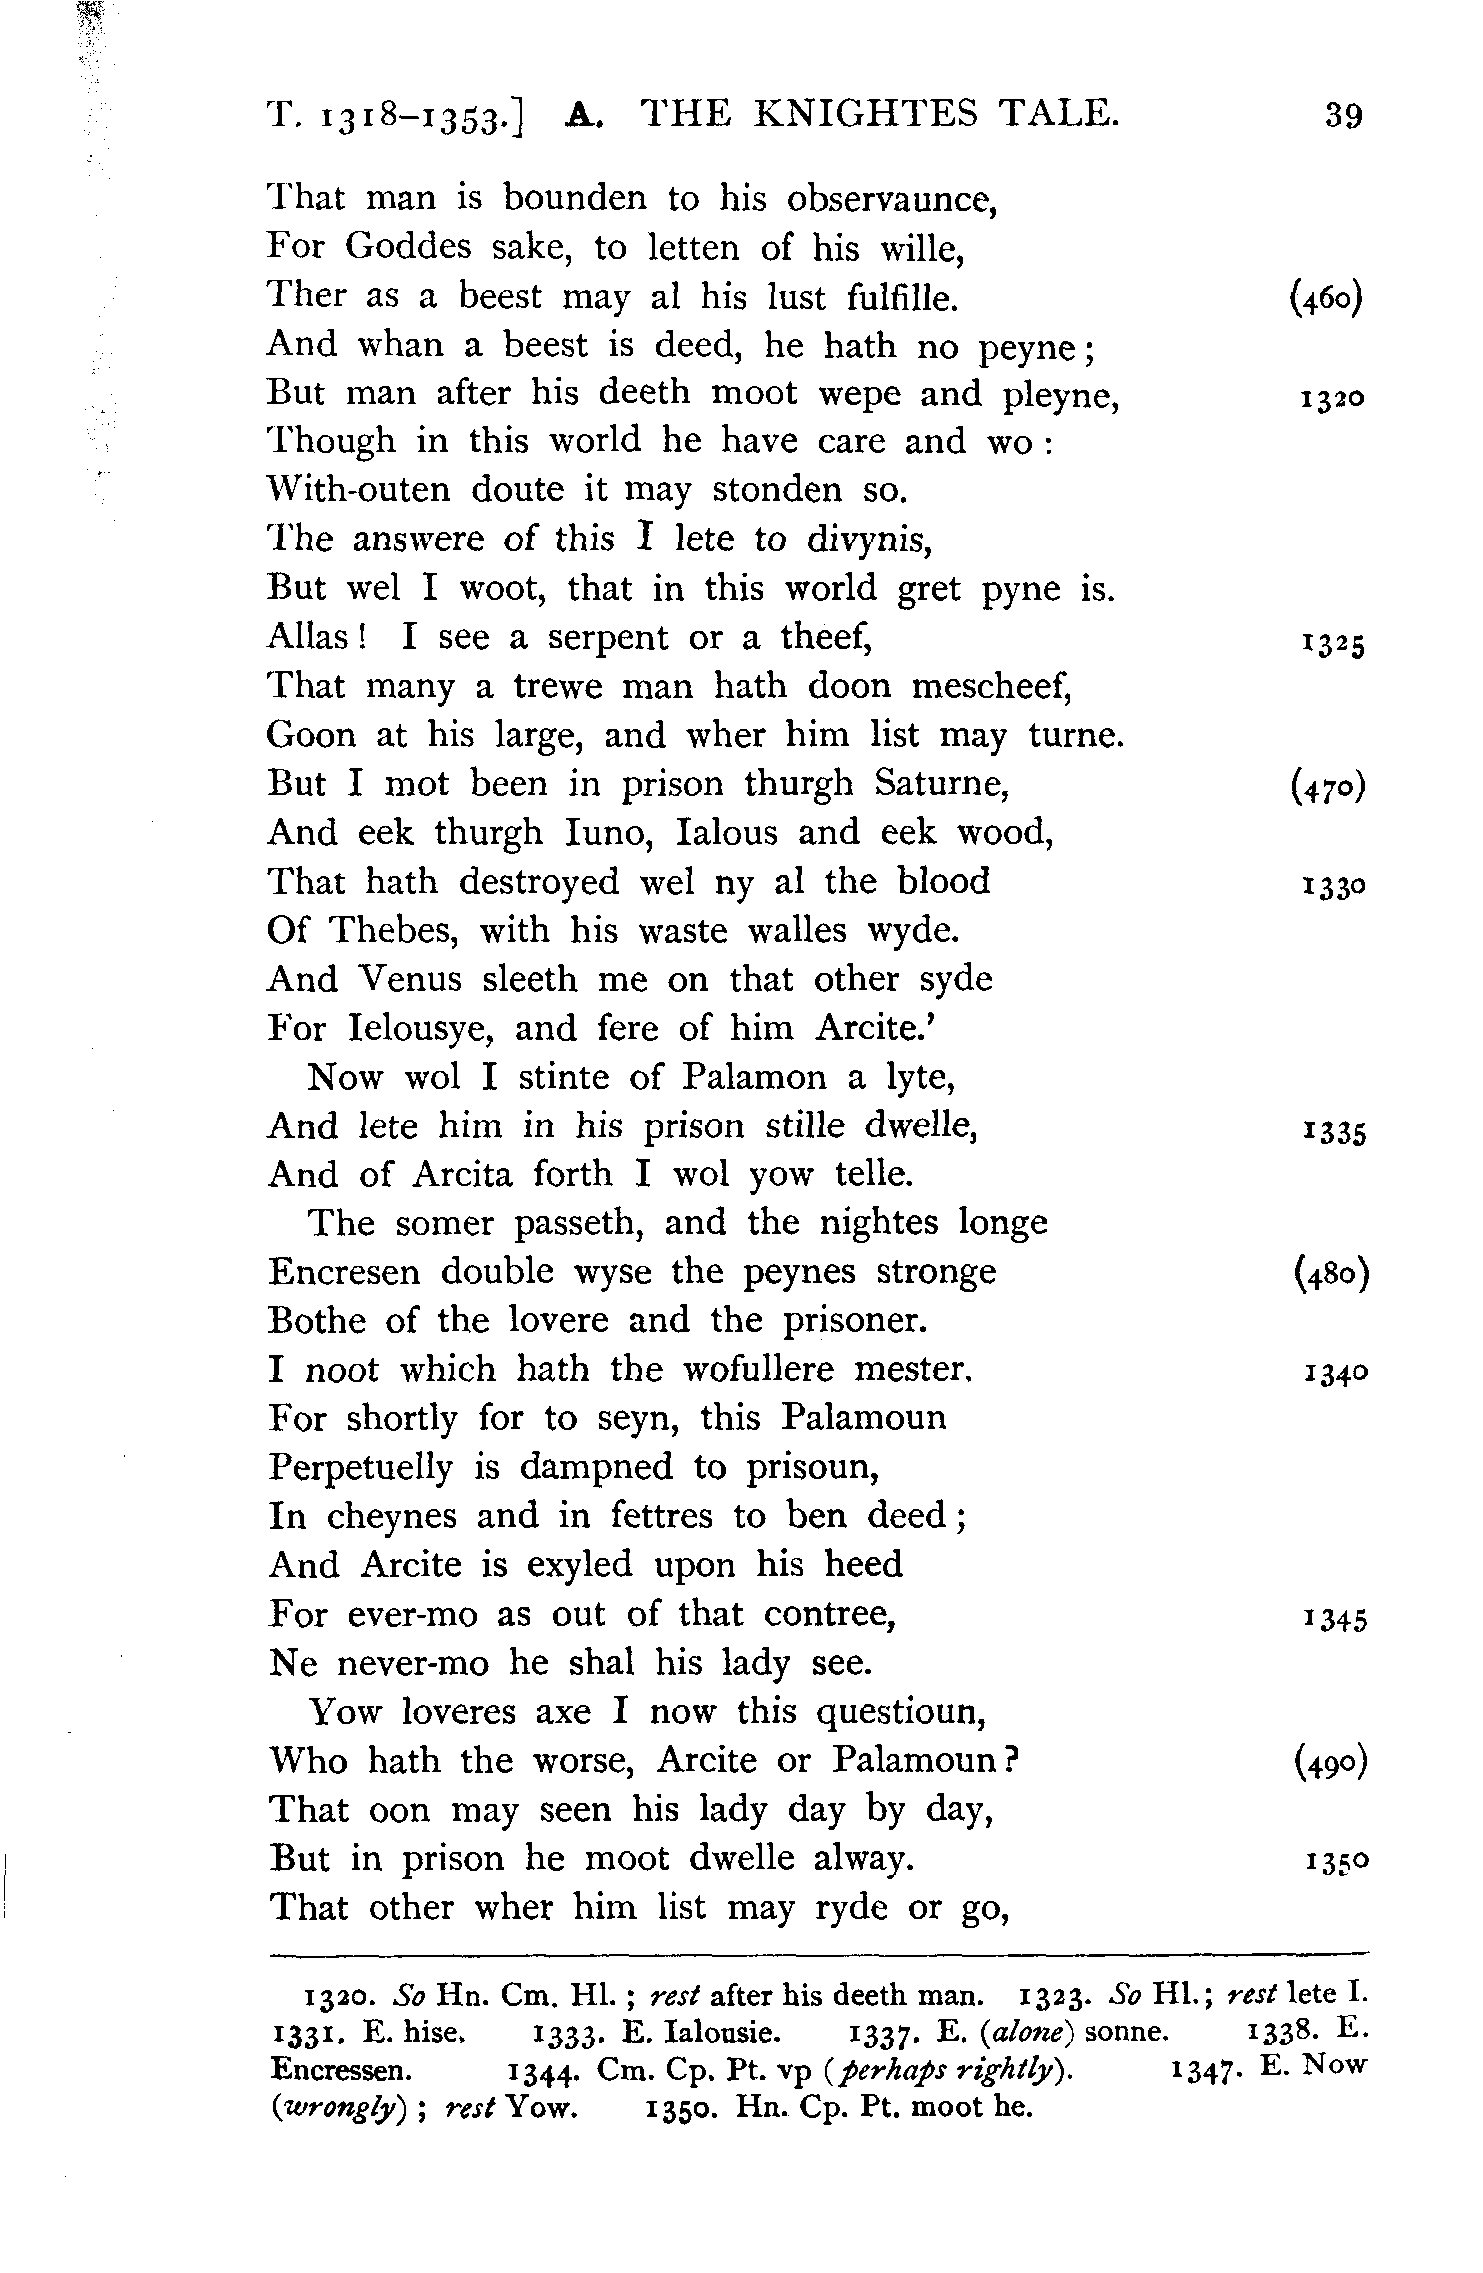 T. 1318–1353.] A. THE KNIGHTES TALE. 39
That man is bounden to his observaunce,
For Goddes sake, to letten of his wille,
Ther as a beest may al his lust fulfille. (460)
And whan a beest is deed, he hath no peyne ;
But man after his deeth moot wepe and pleyne, 1320
Though in this world he have care and wo :
With-outen doute it may stonden so.
The answere of this I lete to divynis,
But wel I woot, that in this world gret pyne is.
Allas ! I see a serpent or a theef, 1325
That many a trewe man hath doon mescheef,
Goon at his large, and wher him list may turne.
But I mot been in prison thurgh Saturne, (470)
And eek thurgh Iuno, Ialous and eek wood,
That hath destroyed wel ny al the blood 1330
Of Thebes, with his waste walles wyde.
And Venus sleeth me on that other syde
For Ielousye, and fere of him Arcite.’
Now wol I stinte of Palamon a lyte,
And lete him in his prison stille dwelle, 1335
And of Arcita forth I wol yow telle.
The somer passeth, and the nightes longe
Encresen double wyse the peynes stronge (480)
Bothe of the lovere and the prisoner.
I noot which hath the wofullere mester. 1340
For shortly for to seyn, this Palamoun
Perpetuelly is dampned to prisoun,
In cheynes and in fettres to ben deed ;
And Arcite is exyled upon his heed
For ever-mo as out of that contree, 1345
Ne never-mo he shal his lady see.
Yow loveres axe I now this questioun,
Who hath the worse, Arcite or Palamoun ? (490)
That oon may seen his lady day by day,
But in prison he moot dwelle alway. 1350
That other wher him list may ryde or go,
1320. So Hn. Cm. Hl. ; rest after his deeth man. 1323. So Hl.; rest lete I.
1331. E. hise. 1333. E. Ialousie. 1337. E. (alone) sonne. 1338. E.
Encressen. 1344. Cm. Cp. Pt. vp (perhaps rightly). 1347. E. Now
(wrongly) ; rest Yow. 1350. Hn. Cp. Pt. moot he.